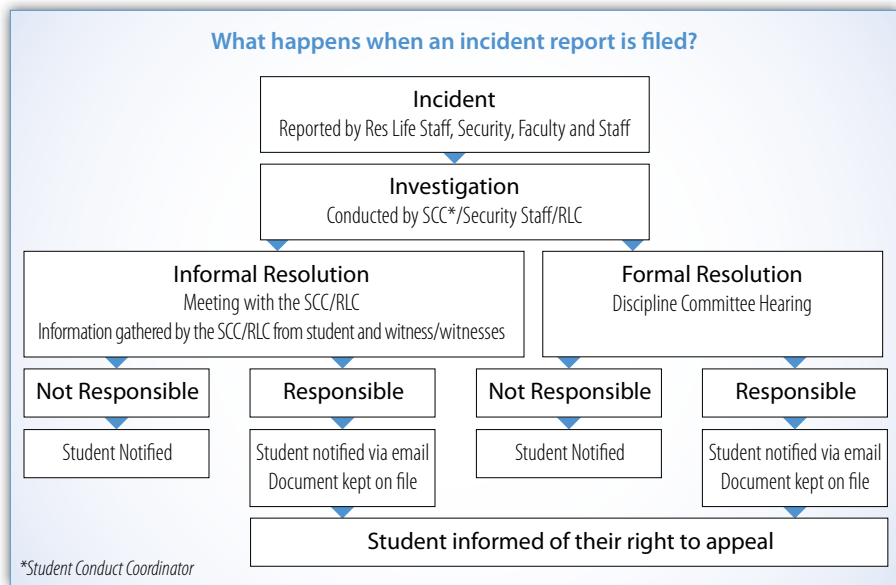 What happens when an incident report is filed?
Incident
Reported by Res Life Staff, Security, Faculty and Staff
Investigation
Conducted by SCC*/Security Staff/RLC
Informal Resolution
Meeting with the SCC/RLC
Information gathered by the SCC/RLC from student and witness/witnesses
Formal Resolution
Discipline Committee Hearing
Not Responsible
Responsible
Not Responsible
Responsible
Student Notified
Student notified via email
Document kept on file
Student Notified
Student notified via email
Document kept on file
Student informed of their right to appeal
*Student Conduct Coordinator